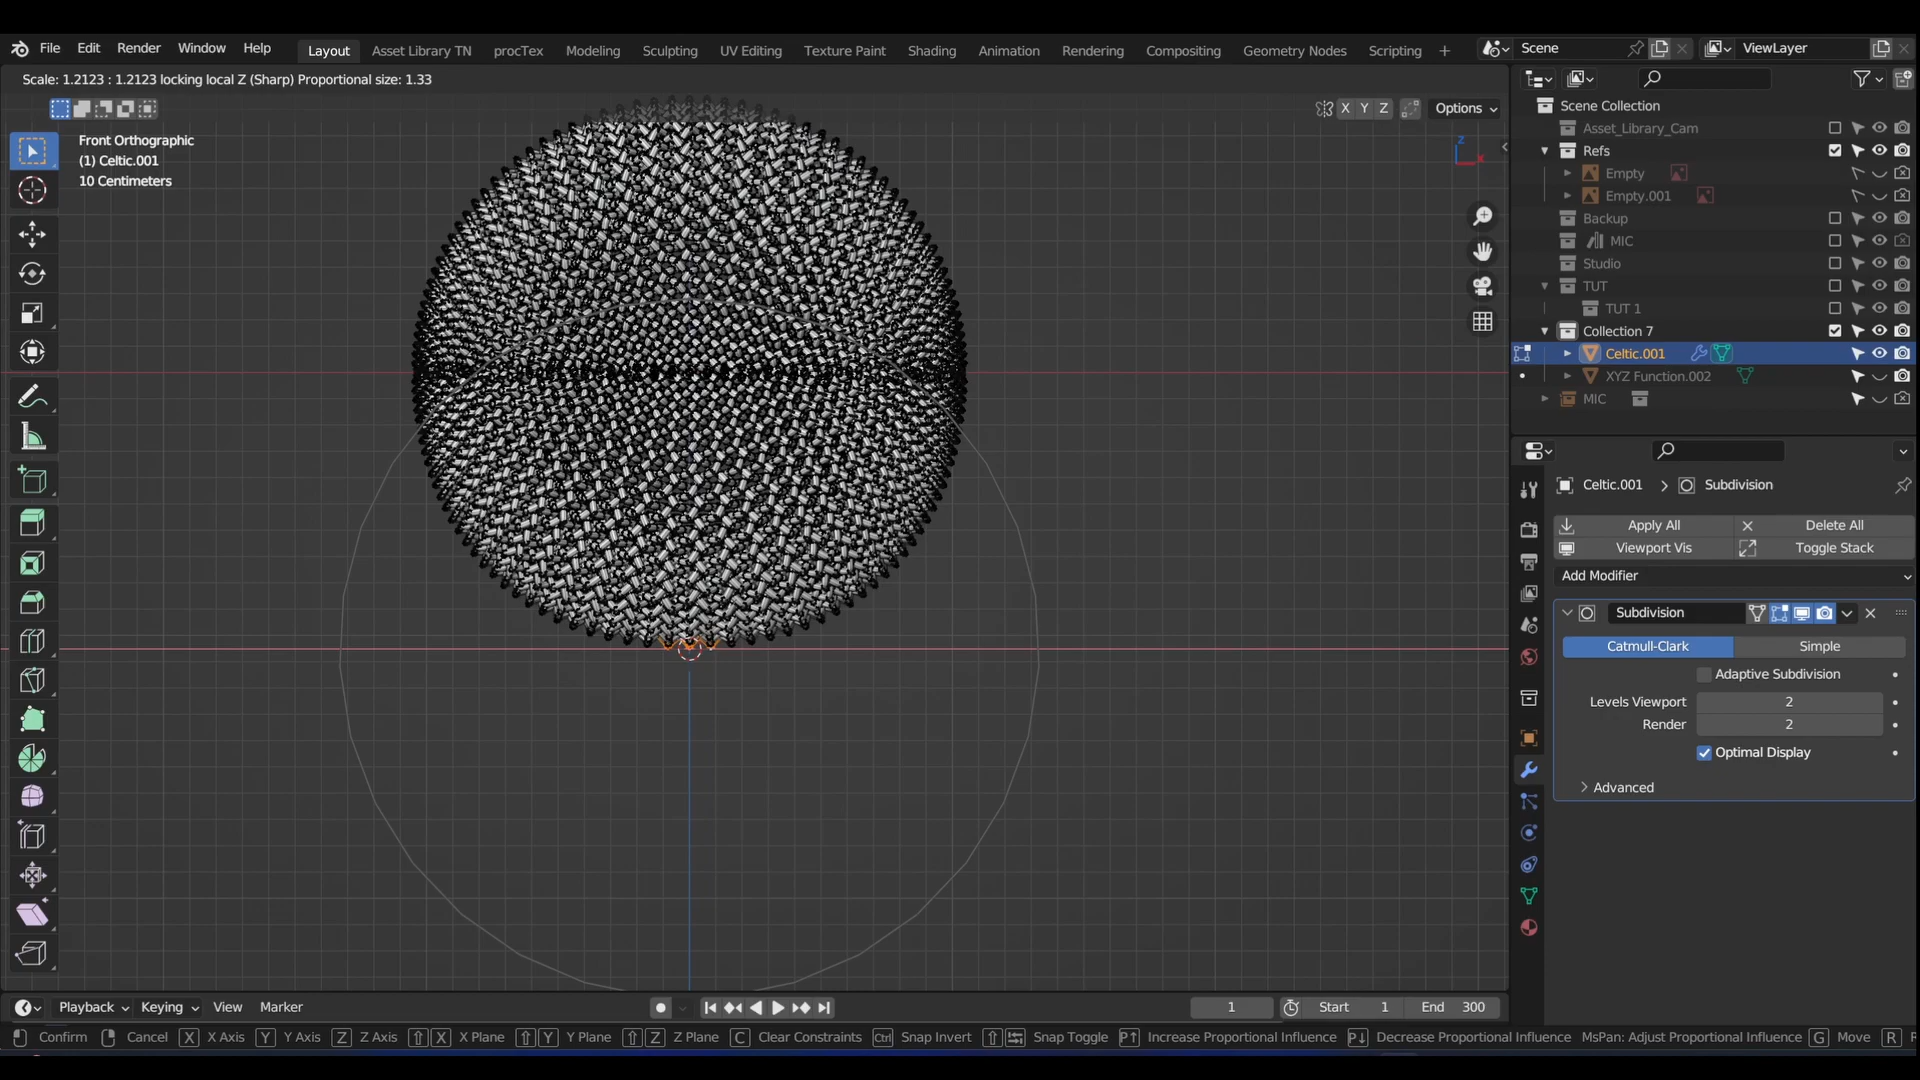 File Edit Render Window Help Layout Asset Library TN procTex Modeling Sculpting UV Editing Texture Paint Shading Animation Rendering Compositing Geometry Nodes Scripting Scene ViewLayer
Scale: 1.2123 : 1.2123 locking local Z (Sharp) Proportional size: 1.33
X Y Z Options
Front Orthographic
(1) Celtic.001
10 Centimeters
Z
X
Scene Collection
Asset_Library_Cam
Refs
Empty
Empty.001
Backup
MIC
Studio
TUT
TUT 1
Collection 7
Celtic.001
XYZ Function.002
MIC
Celtic.001 Subdivision
Apply All Delete All
Viewport Vis Toggle Stack
Add Modifier
Subdivision
Catmull-Clark Simple
Adaptive Subdivision
Levels Viewport 2
Render 2
Optimal Display
Advanced
Playback Keying View Marker 1 Start 1 End 300
Confirm Cancel X X Axis Y Y Axis Z Z Axis X X Plane Y Y Plane Z Z Plane C Clear Constraints Ctrl Snap Invert Snap Toggle P Increase Proportional Influence P Decrease Proportional Influence MsPan: Adjust Proportional Influence G Move R